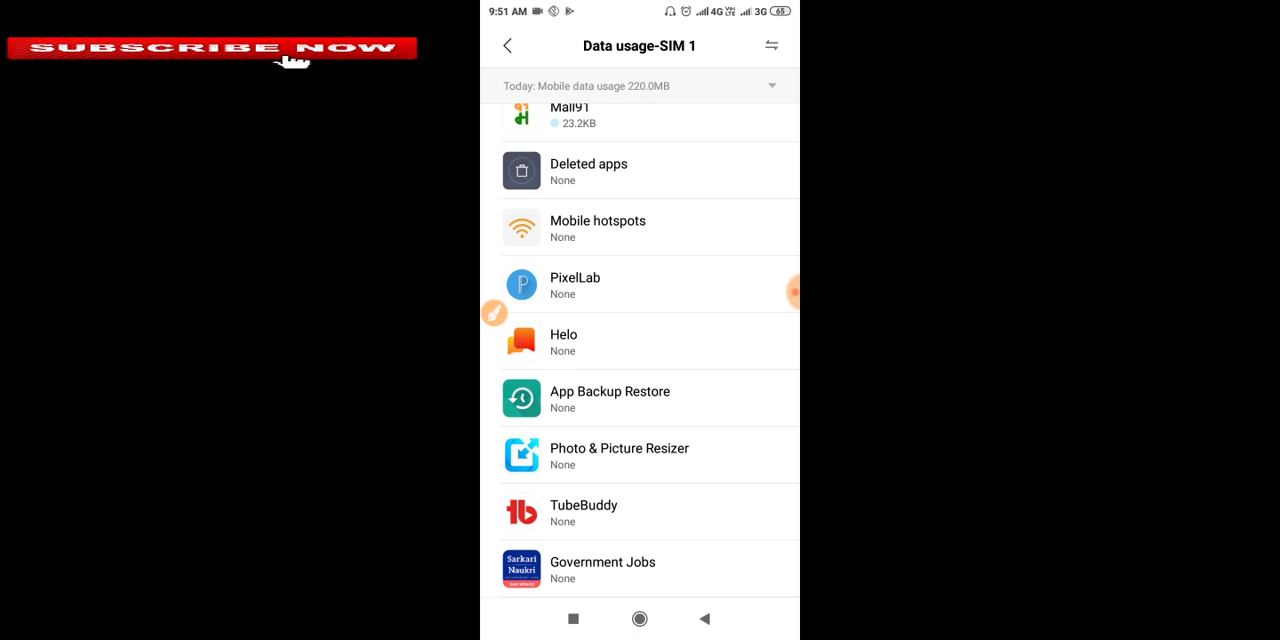 9:51 AM
4G VoLTE 3G 65
SUBSCRIBE NOW
Data usage-SIM 1
Today: Mobile data usage 220.0MB
Mall91
23.2KB
Deleted apps
None
Mobile hotspots
None
PixelLab
None
Helo
None
App Backup Restore
None
Photo & Picture Resizer
None
TubeBuddy
None
Sarkari
Naukri
Government Jobs
None